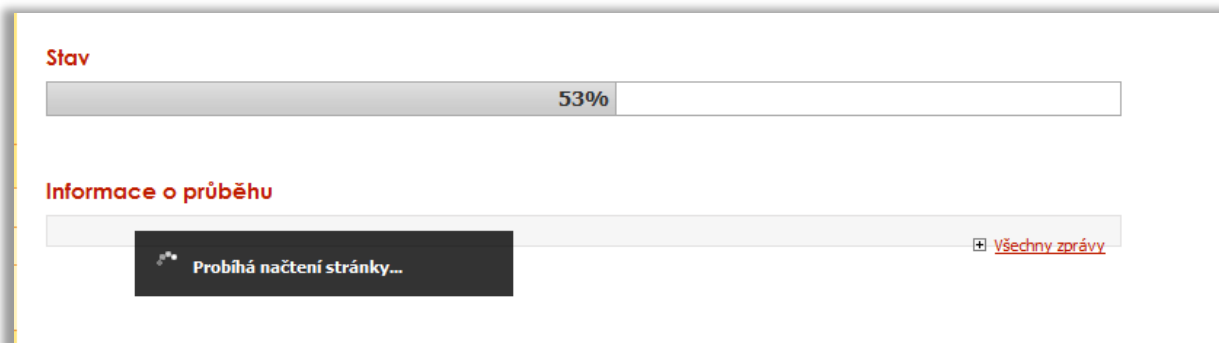 Stav
53%
Informace o průběhu
Všechny zprávy
Probíhá načtení stránky...